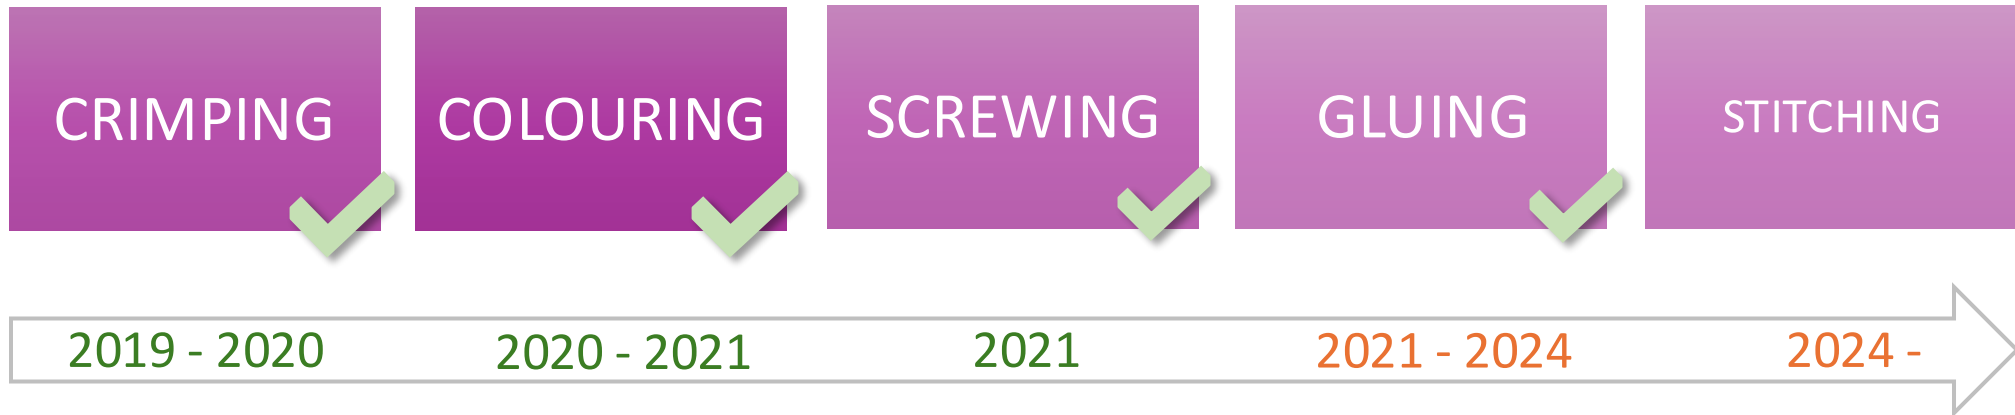 CRIMPING
COLOURING
SCREWING
GLUING
STITCHING
2019 - 2020
2020 - 2021
2021
2021 - 2024
2024 -